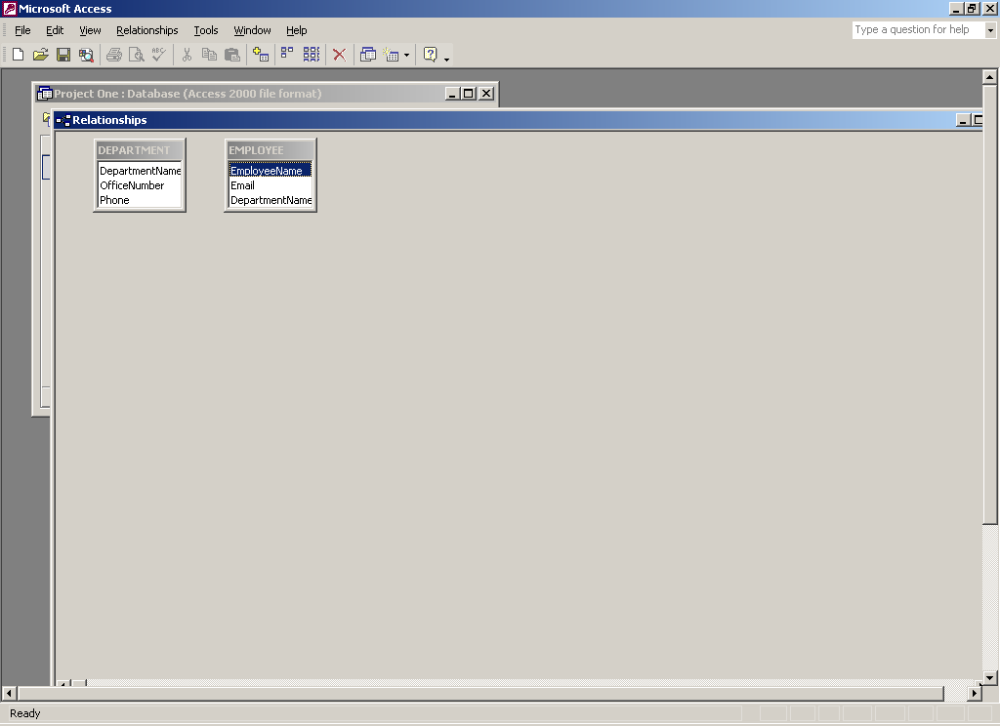 Microsoft Access
File Edit View Relationships Tools Window Help
Type a question for help
Project One : Database (Access 2000 file format)
Relationships
DEPARTMENT
DepartmentName
OfficeNumber
Phone
EMPLOYEE
EmployeeName
Email
DepartmentName
Ready